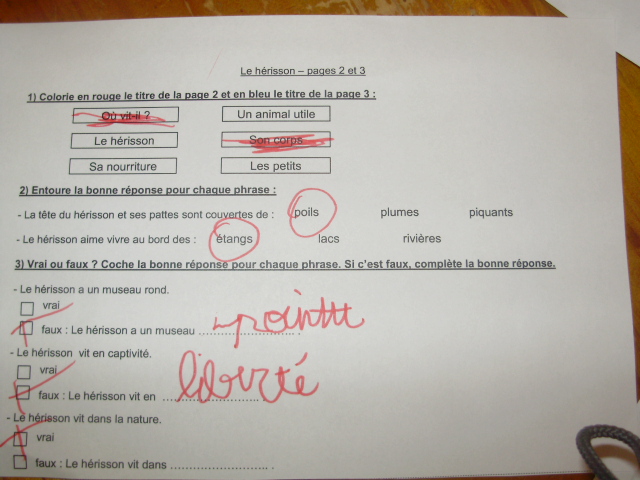 Le hérisson – pages 2 et 3
1) Colorie en rouge le titre de la page 2 et en bleu le titre de la page 3 :
Où vit-il ? Un animal utile
Le hérisson Son corps
Sa nourriture Les petits
2) Entoure la bonne réponse pour chaque phrase :
- La tête du hérisson et ses pattes sont couvertes de : poils plumes piquants
- Le hérisson aime vivre au bord des : étangs lacs rivières
3) Vrai ou faux ? Coche la bonne réponse pour chaque phrase. Si c'est faux, complète la bonne réponse.
- Le hérisson a un museau rond.
vrai
faux : Le hérisson a un museau ....................... .
- Le hérisson vit en captivité.
vrai
faux : Le hérisson vit en liberté
- Le hérisson vit dans la nature.
vrai
faux : Le hérisson vit dans ........................... .